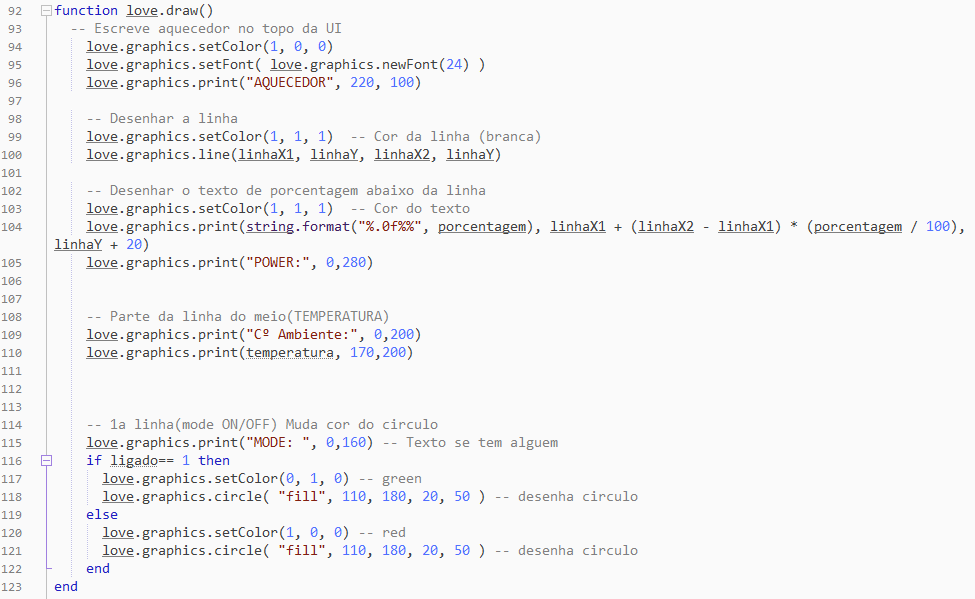 92 function love.draw()
93 -- Escreve aquecedor no topo da UI
94 love.graphics.setColor(1, 0, 0)
95 love.graphics.setFont( love.graphics.newFont(24) )
96 love.graphics.print("AQUECEDOR", 220, 100)
97
98 -- Desenhar a linha
99 love.graphics.setColor(1, 1, 1)  -- Cor da linha (branca)
100 love.graphics.line(linhaX1, linhaY, linhaX2, linhaY)
101
102 -- Desenhar o texto de porcentagem abaixo da linha
103 love.graphics.setColor(1, 1, 1)  -- Cor do texto
104 love.graphics.print(string.format("%.0f%%", porcentagem), linhaX1 + (linhaX2 - linhaX1) * (porcentagem / 100),
linhaY + 20)
105 love.graphics.print("POWER:", 0,280)
106
107
108 -- Parte da linha do meio(TEMPERATURA)
109 love.graphics.print("Cº Ambiente:", 0,200)
110 love.graphics.print(temperatura, 170,200)
111
112
113
114 -- 1a linha(mode ON/OFF) Muda cor do circulo
115 love.graphics.print("MODE: ", 0,160) -- Texto se tem alguem
116 if ligado== 1 then
117 love.graphics.setColor(0, 1, 0) -- green
118 love.graphics.circle( "fill", 110, 180, 20, 50 ) -- desenha circulo
119 else
120 love.graphics.setColor(1, 0, 0) -- red
121 love.graphics.circle( "fill", 110, 180, 20, 50 ) -- desenha circulo
122 end
123 end